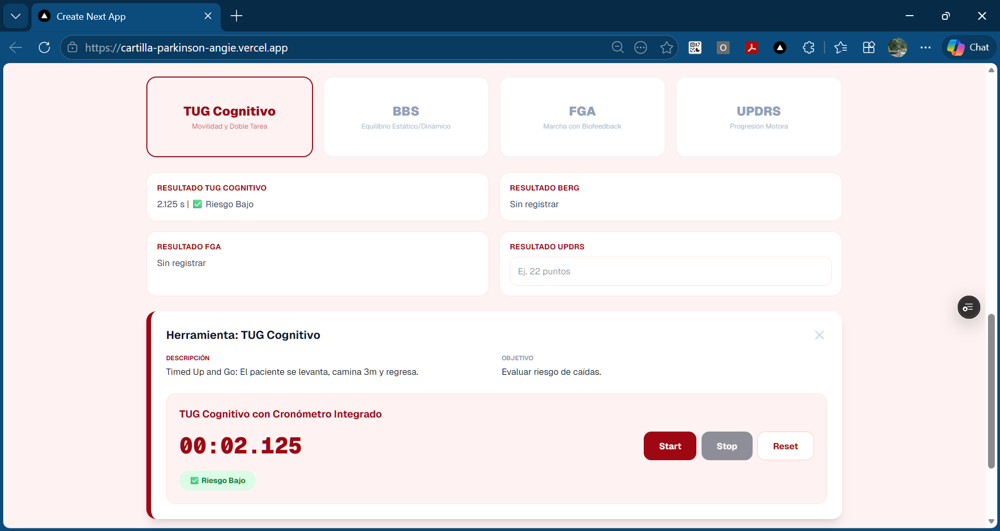 Create Next App
https://cartilla-parkinson-angie.vercel.app
O
Chat
TUG Cognitivo
Movilidad y Doble Tarea
BBS
Equilibrio Estático/Dinámico
FGA
Marcha con Biofeedback
UPDRS
Progresión Motora
RESULTADO TUG COGNITIVO
2.125 s | ✅ Riesgo Bajo
RESULTADO BERG
Sin registrar
RESULTADO FGA
Sin registrar
RESULTADO UPDRS
Ej. 22 puntos
Herramienta: TUG Cognitivo
DESCRIPCIÓN
Timed Up and Go: El paciente se levanta, camina 3m y regresa.
OBJETIVO
Evaluar riesgo de caídas.
TUG Cognitivo con Cronómetro Integrado
00:02.125
Start
Stop
Reset
✅ Riesgo Bajo